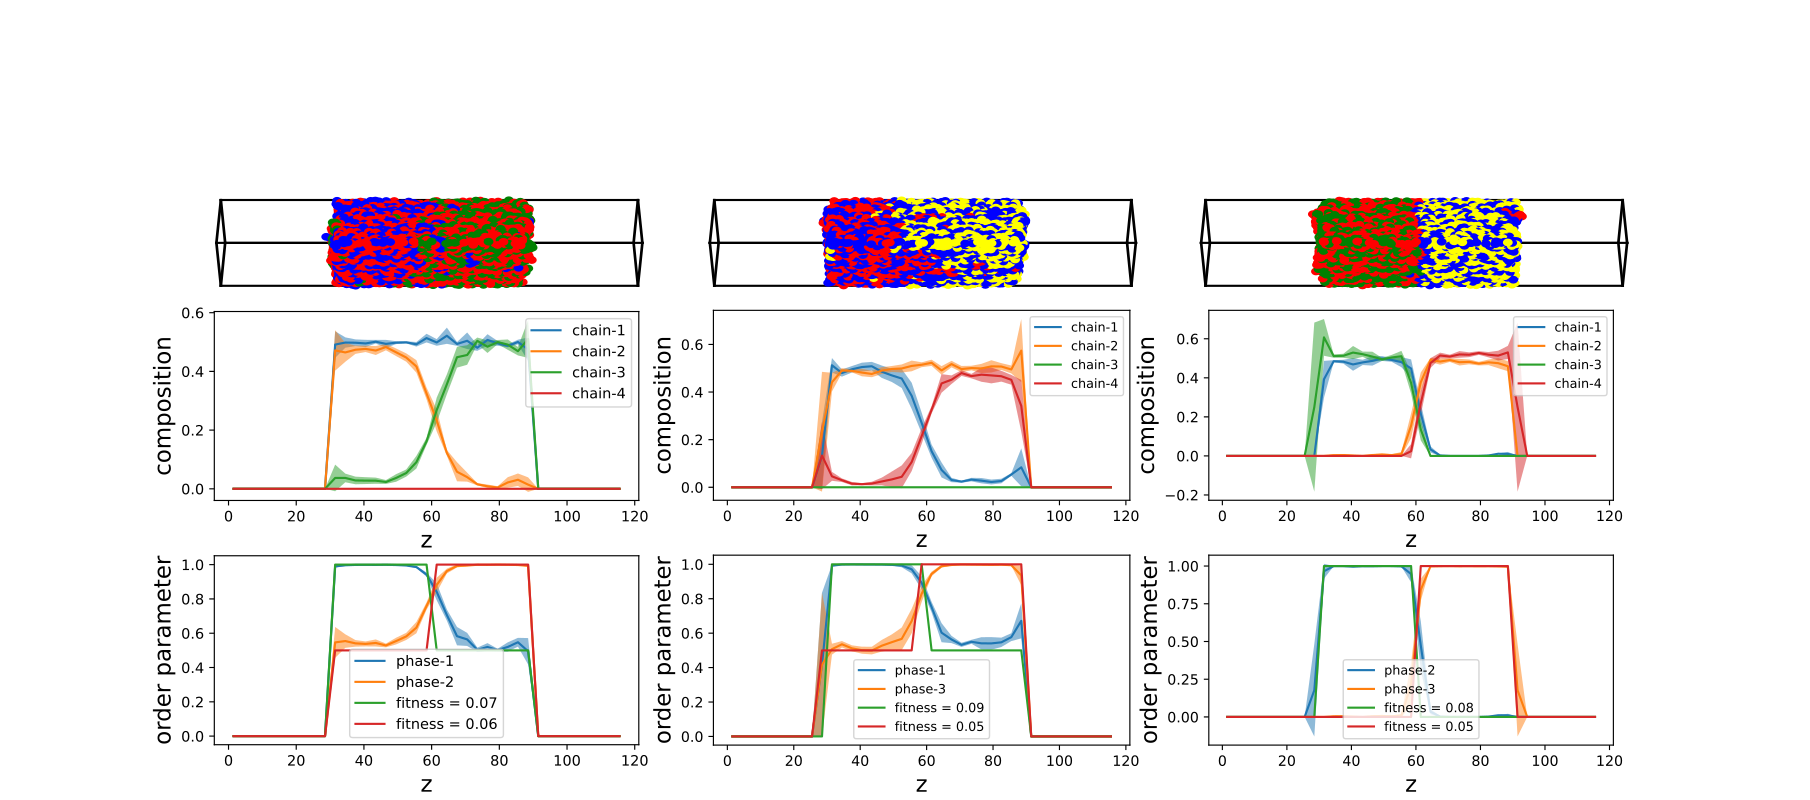 composition
0.6
0.4
0.2
0.0
chain-1
chain-2
chain-3
chain-4
0 20 40 60 80 100 120
z
composition
0.6
0.4
0.2
0.0
chain-1
chain-2
chain-3
chain-4
0 20 40 60 80 100 120
z
composition
0.6
0.4
0.2
0.0
−0.2
chain-1
chain-2
chain-3
chain-4
0 20 40 60 80 100 120
z
order parameter
1.0
0.8
0.6
0.4
0.2
0.0
phase-1
phase-2
fitness = 0.07
fitness = 0.06
0 20 40 60 80 100 120
z
order parameter
1.0
0.8
0.6
0.4
0.2
0.0
phase-1
phase-3
fitness = 0.09
fitness = 0.05
0 20 40 60 80 100 120
z
order parameter
1.00
0.75
0.50
0.25
0.00
phase-2
phase-3
fitness = 0.08
fitness = 0.05
0 20 40 60 80 100 120
z